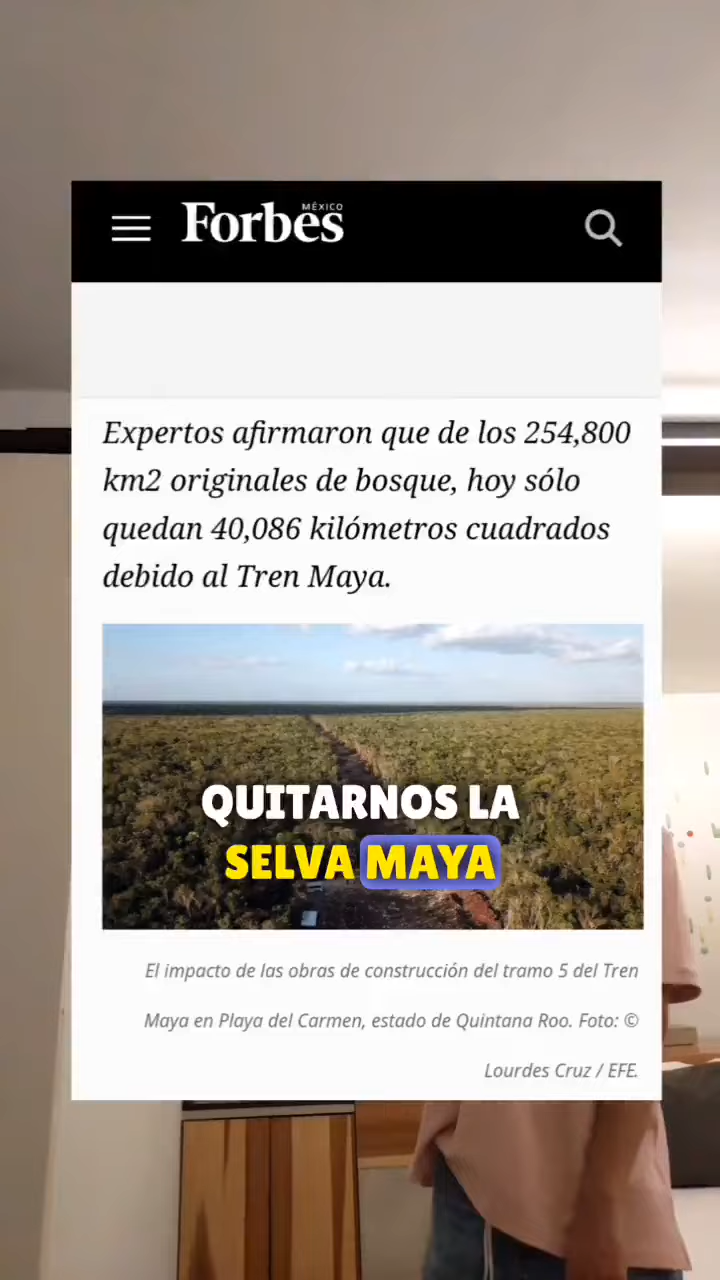 Forbes
MÉXICO
Expertos afirmaron que de los 254,800
km2 originales de bosque, hoy sólo
quedan 40,086 kilómetros cuadrados
debido al Tren Maya.
QUITARNOS LA
SELVA MAYA
El impacto de las obras de construcción del tramo 5 del Tren
Maya en Playa del Carmen, estado de Quintana Roo. Foto: ©
Lourdes Cruz / EFE.